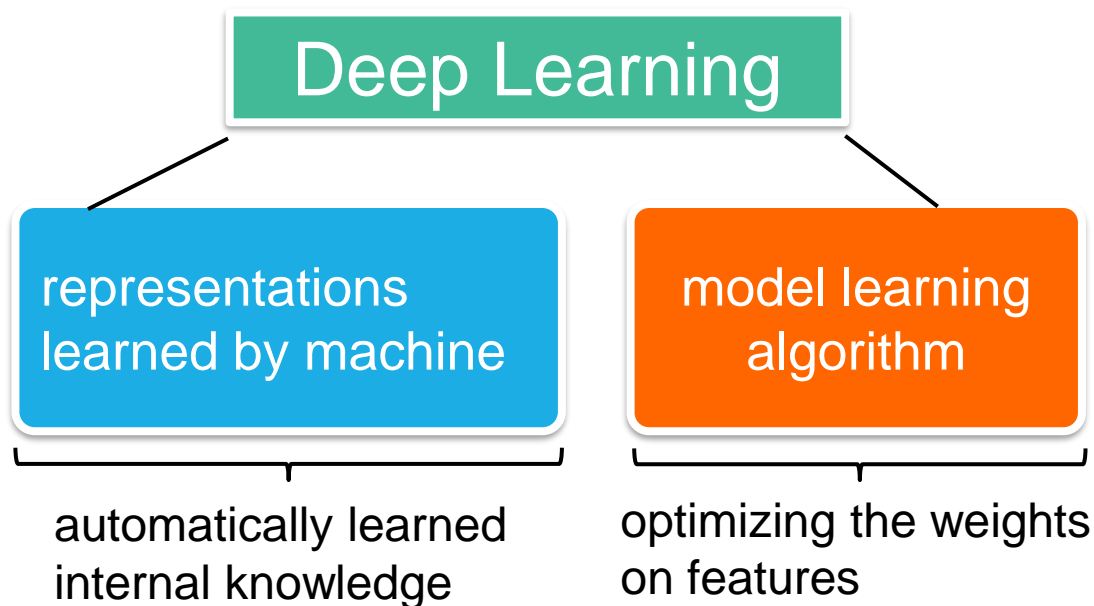 Deep Learning
representations
learned by machine
model learning
algorithm
automatically learned
internal knowledge
optimizing the weights
on features